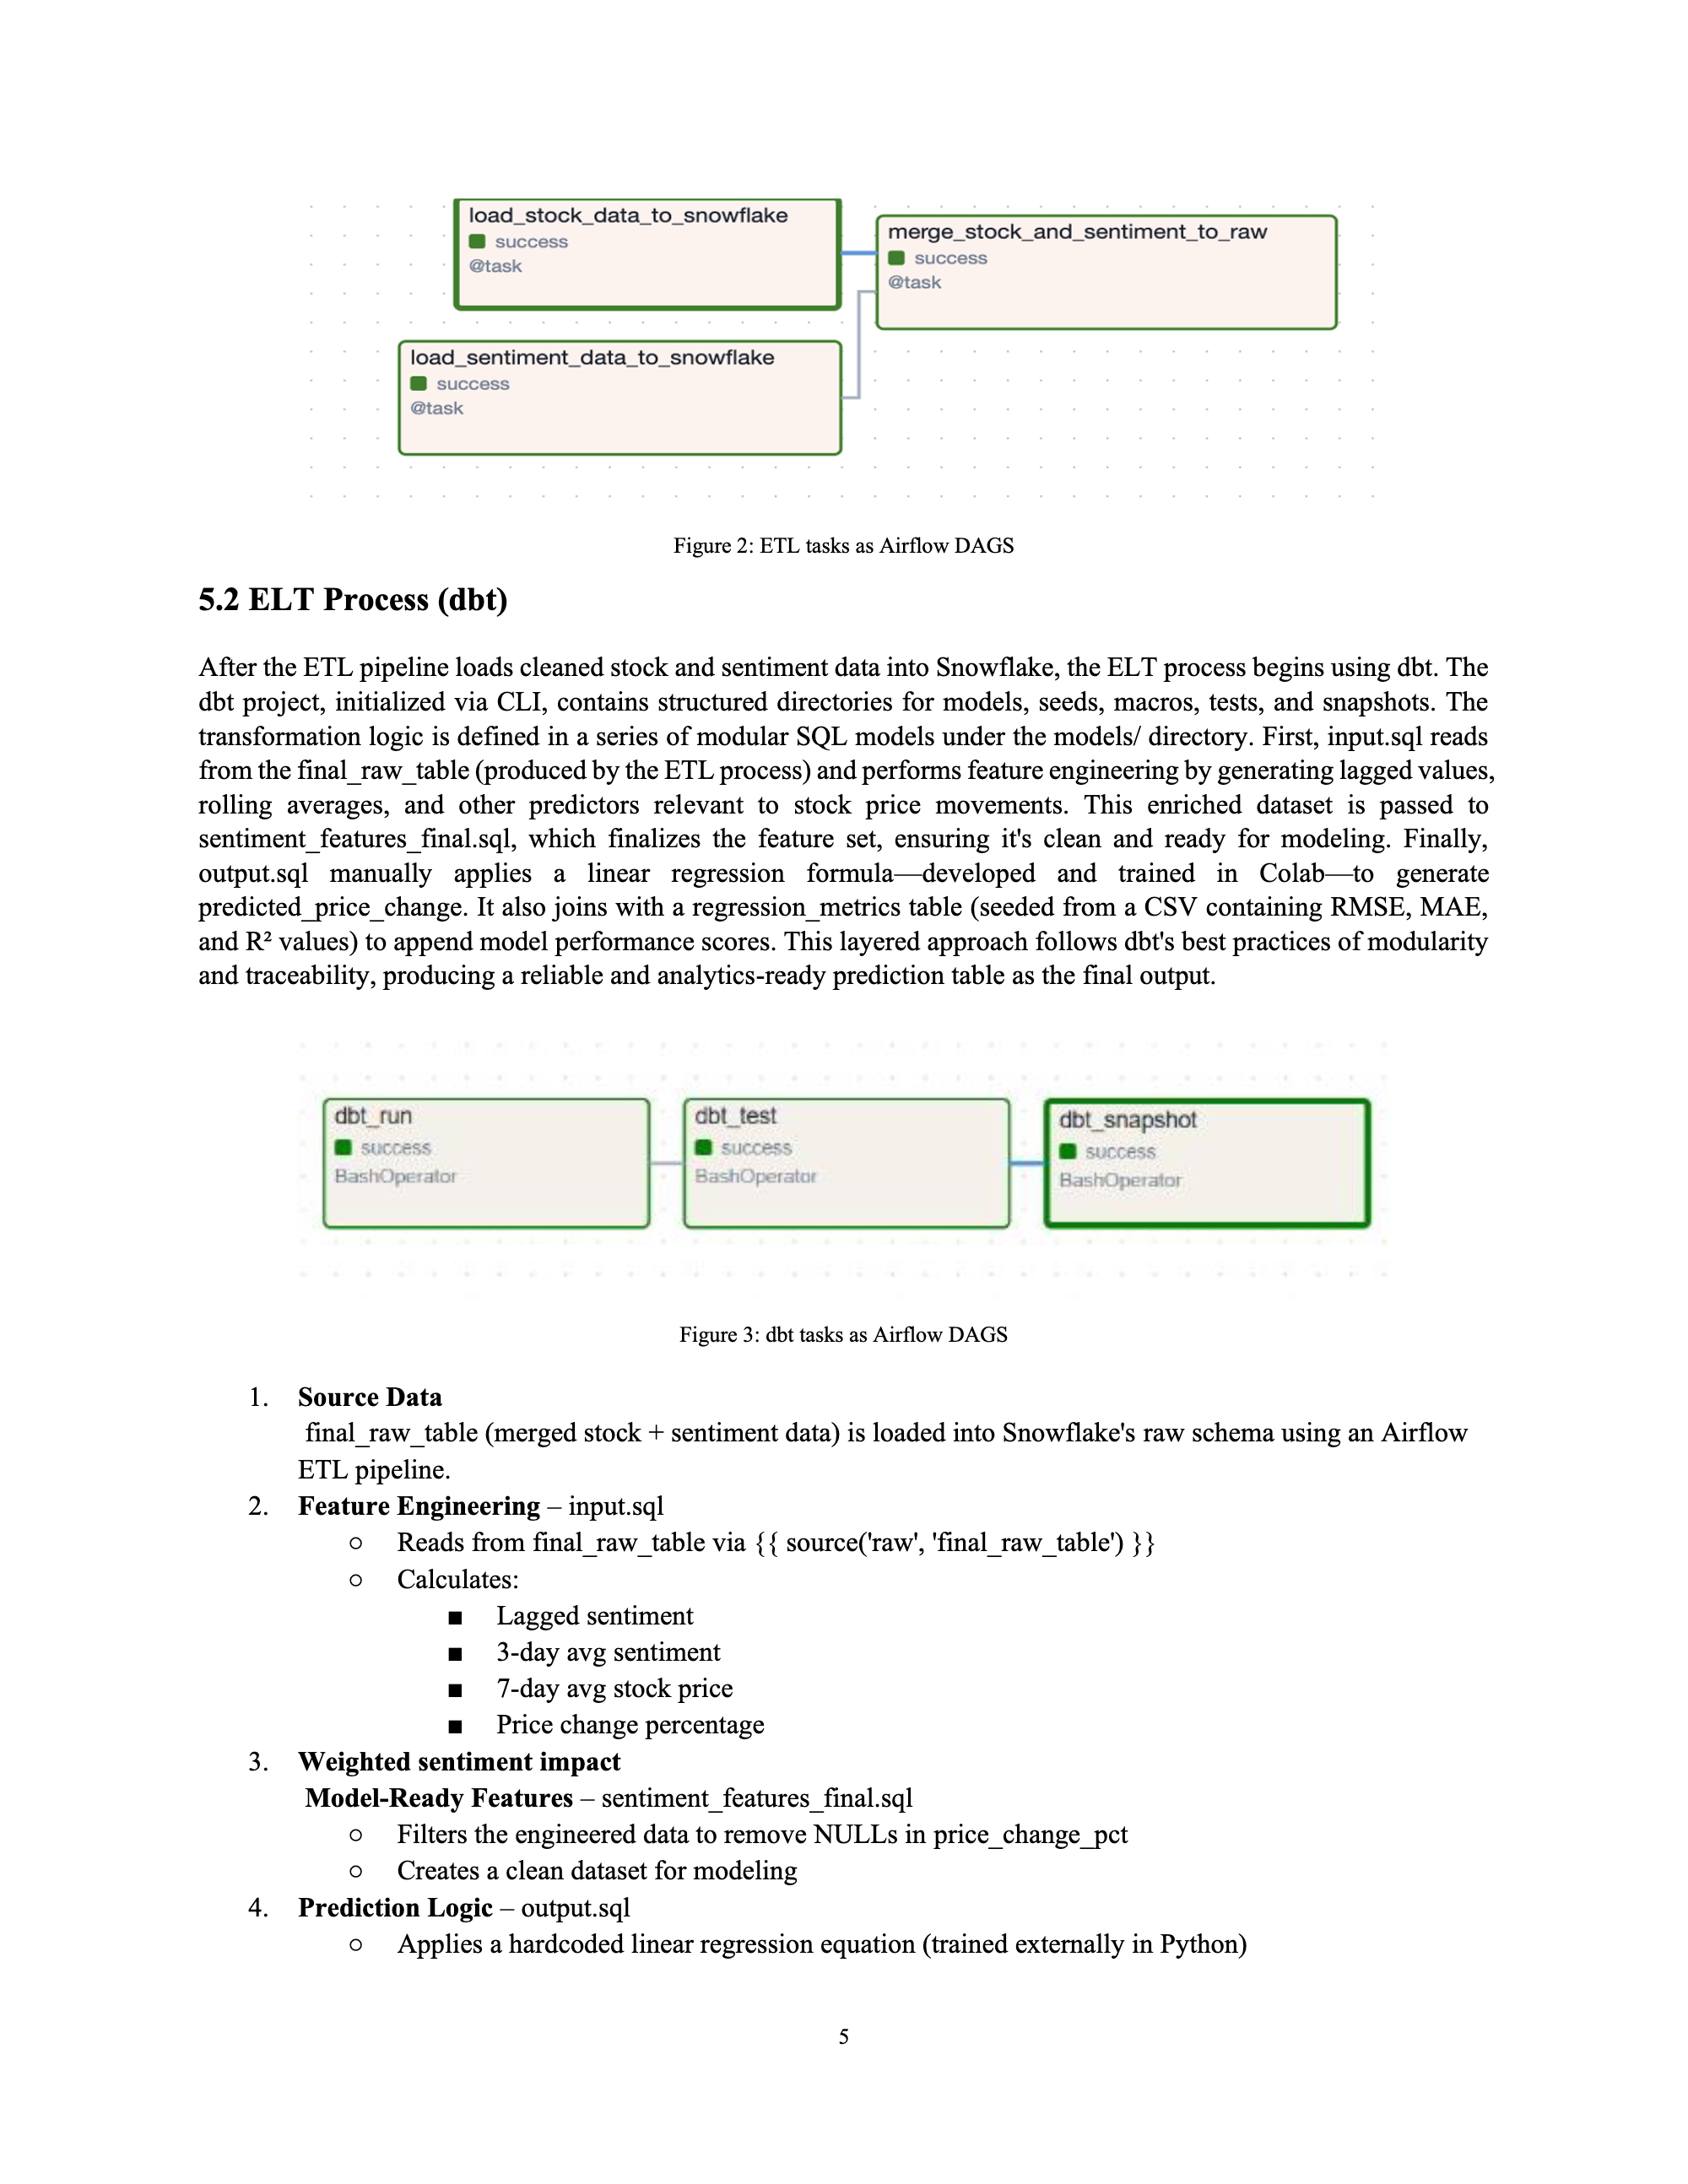 load_stock_data_to_snowflake
success
@task
merge_stock_and_sentiment_to_raw
success
@task
load_sentiment_data_to_snowflake
success
@task
Figure 2: ETL tasks as Airflow DAGS
5.2 ELT Process (dbt)
After the ETL pipeline loads cleaned stock and sentiment data into Snowflake, the ELT process begins using dbt. The
dbt project, initialized via CLI, contains structured directories for models, seeds, macros, tests, and snapshots. The
transformation logic is defined in a series of modular SQL models under the models/ directory. First, input.sql reads
from the final_raw_table (produced by the ETL process) and performs feature engineering by generating lagged values,
rolling averages, and other predictors relevant to stock price movements. This enriched dataset is passed to
sentiment_features_final.sql, which finalizes the feature set, ensuring it's clean and ready for modeling. Finally,
output.sql manually applies a linear regression formula—developed and trained in Colab—to generate
predicted_price_change. It also joins with a regression_metrics table (seeded from a CSV containing RMSE, MAE,
and R² values) to append model performance scores. This layered approach follows dbt's best practices of modularity
and traceability, producing a reliable and analytics-ready prediction table as the final output.
dbt_run
success
BashOperator
dbt_test
success
BashOperator
dbt_snapshot
success
BashOperator
Figure 3: dbt tasks as Airflow DAGS
1. Source Data
final_raw_table (merged stock + sentiment data) is loaded into Snowflake's raw schema using an Airflow
ETL pipeline.
2. Feature Engineering – input.sql
○ Reads from final_raw_table via {{ source('raw', 'final_raw_table') }}
○ Calculates:
■ Lagged sentiment
■ 3-day avg sentiment
■ 7-day avg stock price
■ Price change percentage
3. Weighted sentiment impact
Model-Ready Features – sentiment_features_final.sql
○ Filters the engineered data to remove NULLs in price_change_pct
○ Creates a clean dataset for modeling
4. Prediction Logic – output.sql
○ Applies a hardcoded linear regression equation (trained externally in Python)
5